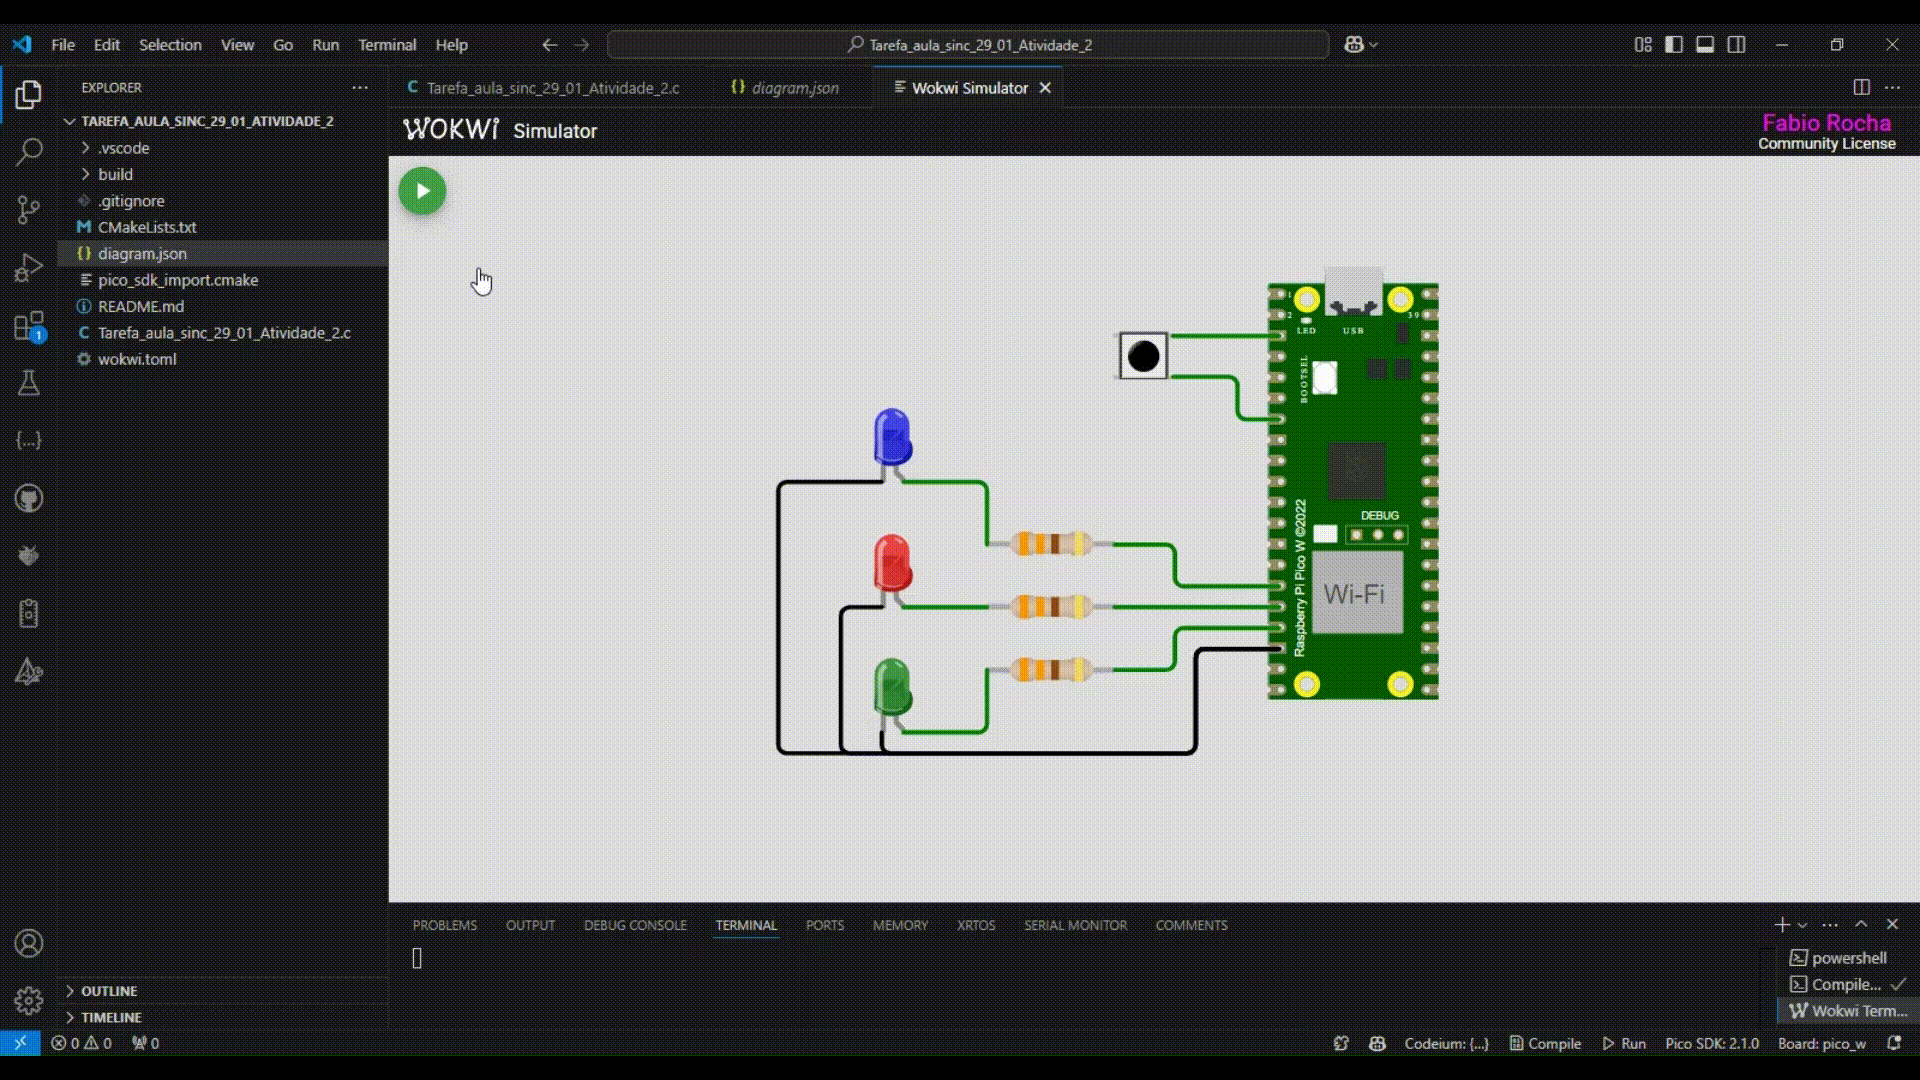 File Edit Selection View Go Run Terminal Help
Tarefa_aula_sinc_29_01_Atividade_2
EXPLORER
Tarefa_aula_sinc_29_01_Atividade_2.c
diagram.json
Wokwi Simulator
TAREFA_AULA_SINC_29_01_ATIVIDADE_2
.vscode
build
.gitignore
CMakeLists.txt
diagram.json
pico_sdk_import.cmake
README.md
Tarefa_aula_sinc_29_01_Atividade_2.c
wokwi.toml
1
WOKWi Simulator
Fabio Rocha
Community License
1
2
39
LED
USB
BOOTSEL
DEBUG
Raspberry Pi Pico W ©2022
Wi-Fi
PROBLEMS OUTPUT DEBUG CONSOLE TERMINAL PORTS MEMORY XRTOS SERIAL MONITOR COMMENTS
powershell
Compile...
Wokwi Term...
OUTLINE
TIMELINE
0 0 0
Codeium: {...} Compile Run Pico SDK: 2.1.0 Board: pico_w